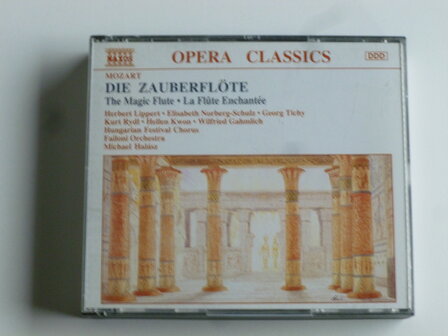 NAXOS
OPERA CLASSICS
DDD
MOZART
DIE ZAUBERFLÖTE
The Magic Flute • La Flûte Enchantée
Herbert Lippert • Elisabeth Norberg-Schulz • Georg Tichy
Kurt Rydl • Hellen Kwon • Wilfried Gahmlich
Hungarian Festival Chorus
Failoni Orchestra
Michael Halász